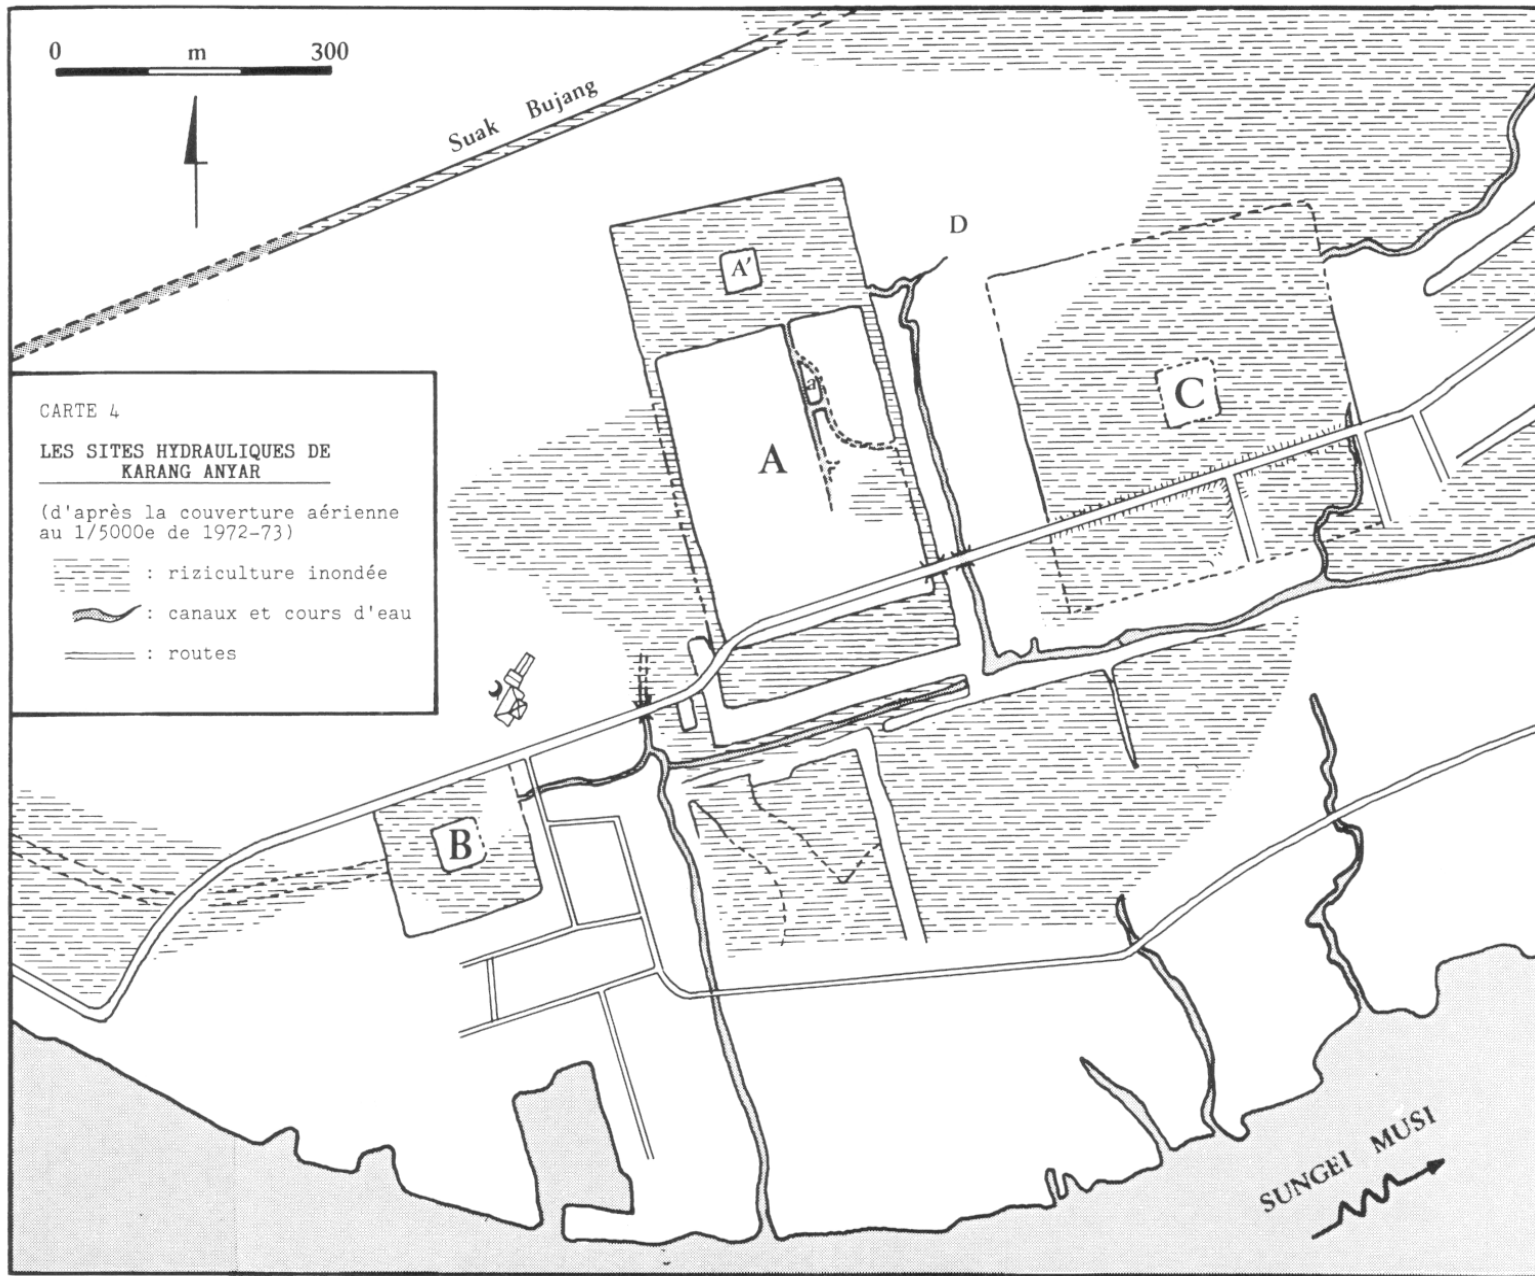 0 m 300
Suak Bujang
D
A'
a
C
A
CARTE 4
LES SITES HYDRAULIQUES DE
KARANG ANYAR
(d'après la couverture aérienne
au 1/5000e de 1972-73)
: riziculture inondée
: canaux et cours d'eau
: routes
B
SUNGEI MUSI